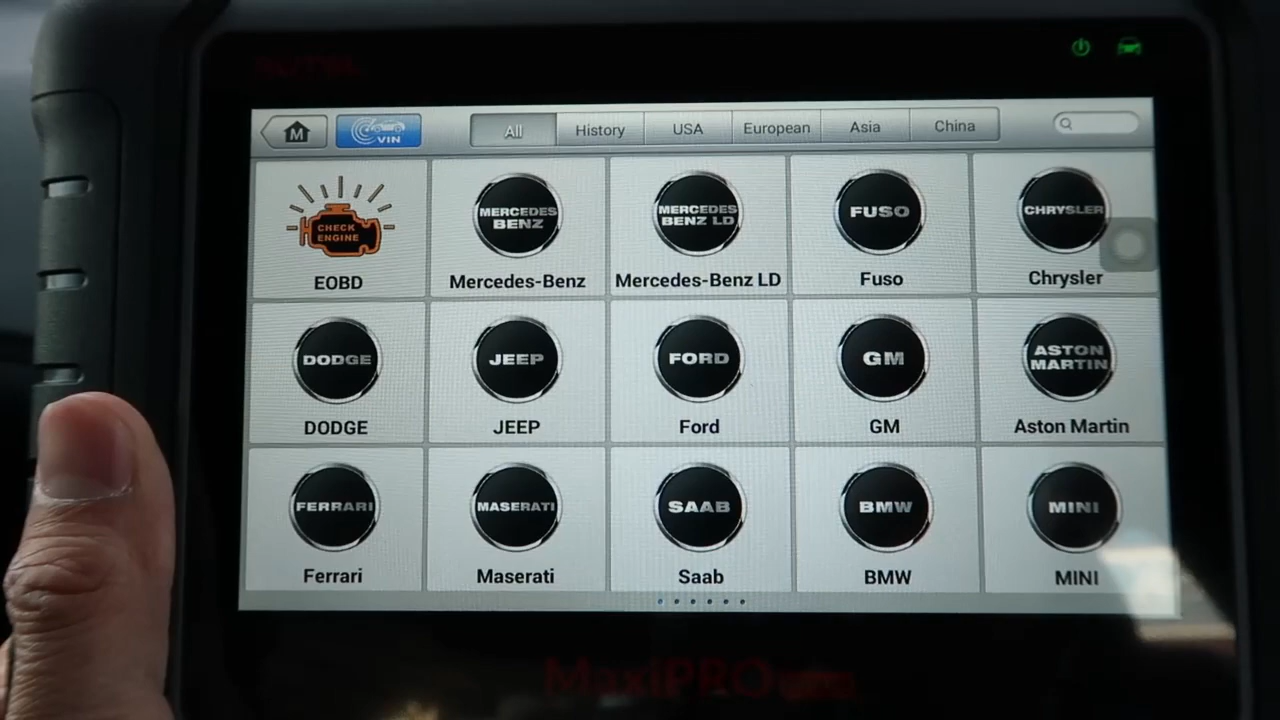 AUTEL
M VIN All History USA European Asia China
CHECK
ENGINE
MERCEDES
BENZ
MERCEDES
BENZ LD
FUSO
CHRYSLER
EOBD Mercedes-Benz Mercedes-Benz LD Fuso Chrysler
DODGE JEEP FORD GM ASTON
MARTIN
DODGE JEEP Ford GM Aston Martin
FERRARI MASERATI SAAB BMW MINI
Ferrari Maserati Saab BMW MINI
MaxiPRO